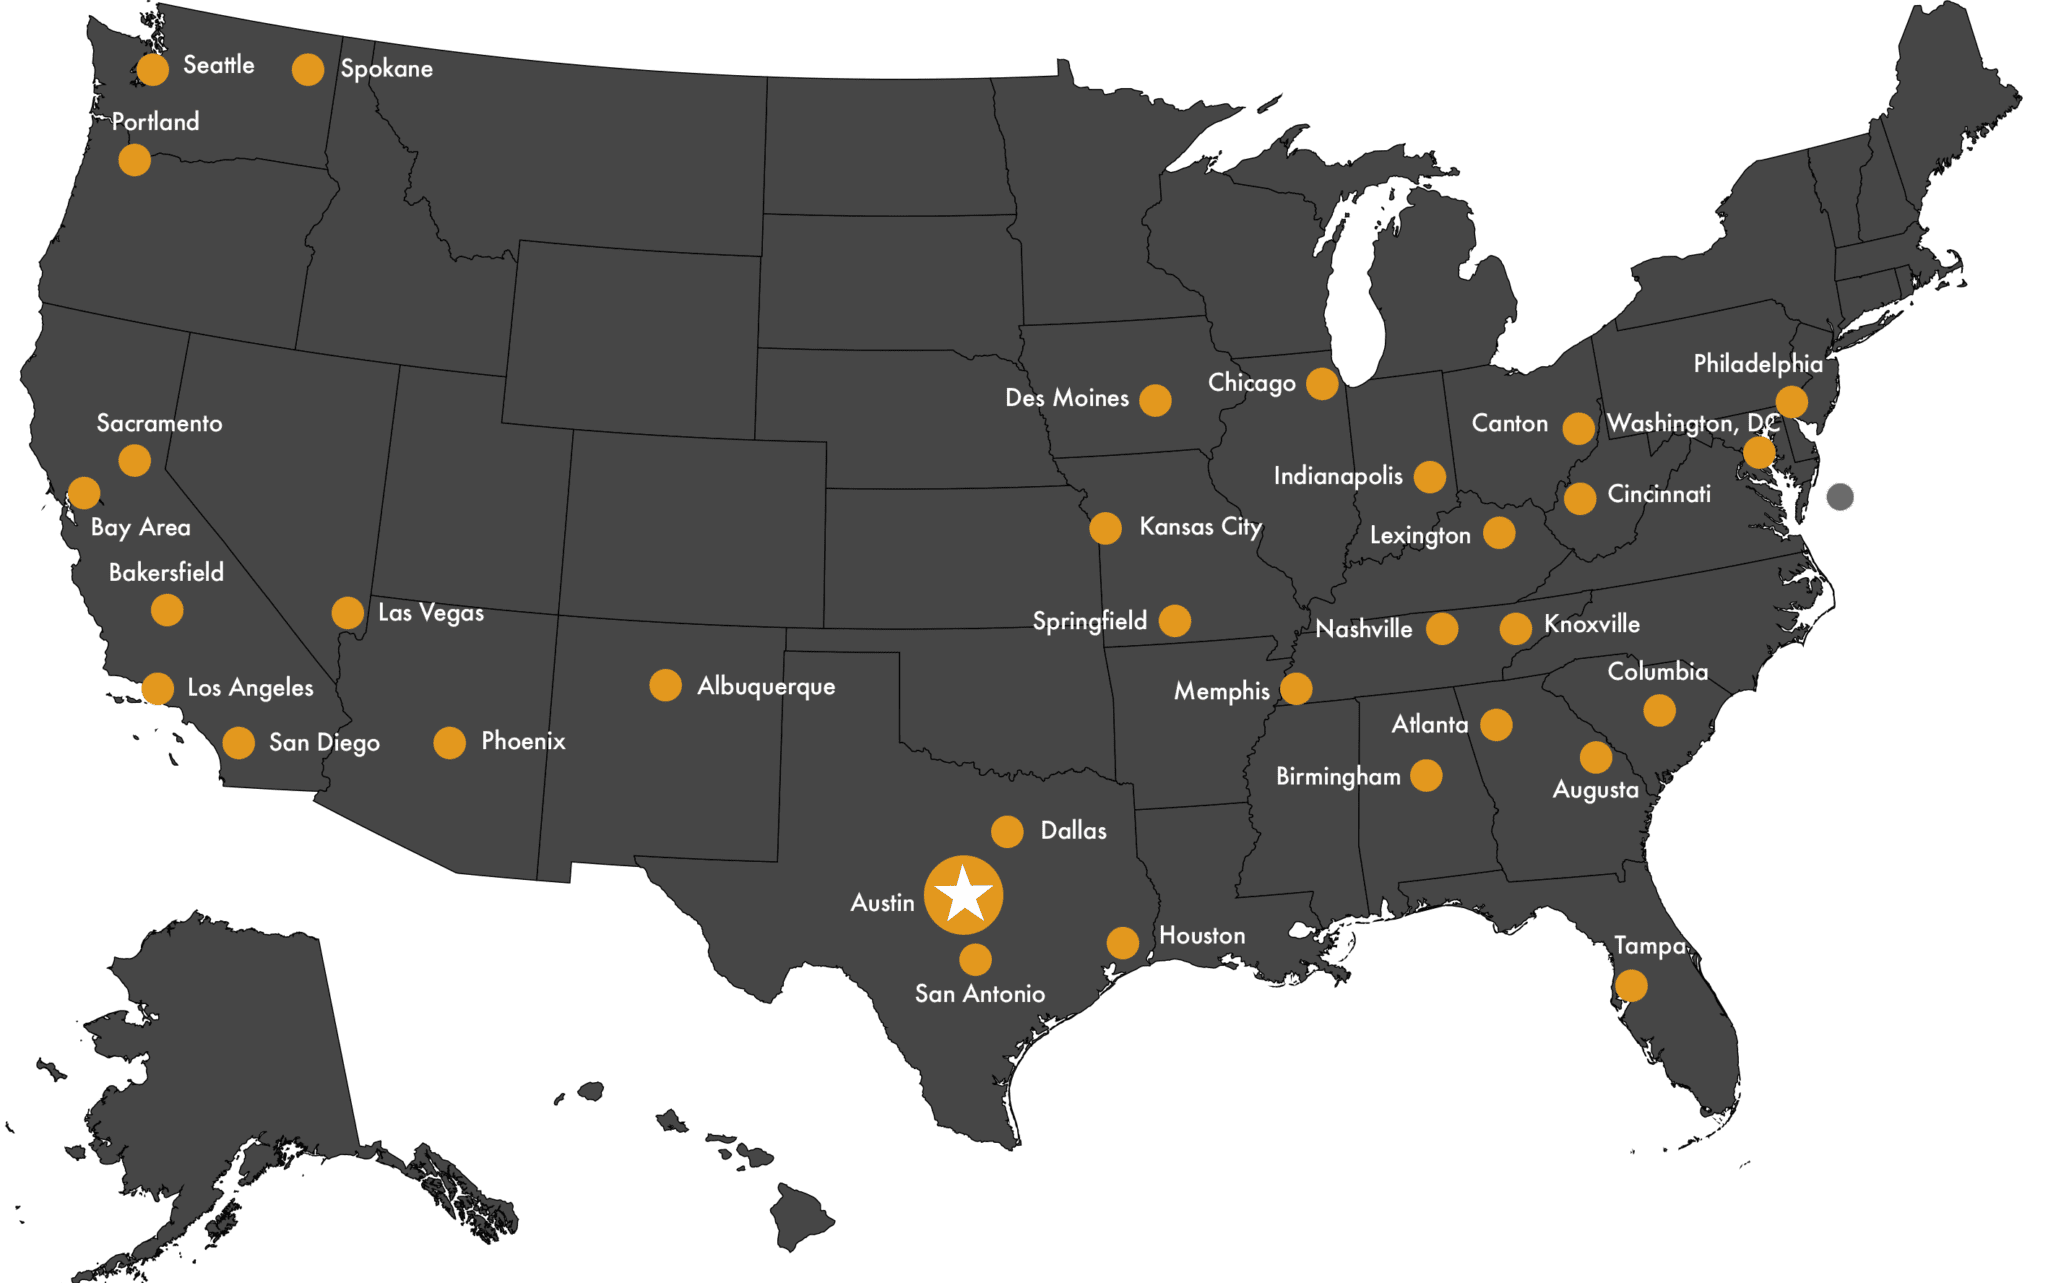 Seattle
Spokane
Portland
Philadelphia
Chicago
Des Moines
Canton
Washington, DC
Sacramento
Indianapolis
Cincinnati
Bay Area
Kansas City
Lexington
Bakersfield
Las Vegas
Springfield
Nashville
Knoxville
Columbia
Los Angeles
Albuquerque
Memphis
San Diego
Phoenix
Atlanta
Birmingham
Augusta
Dallas
Austin
Houston
Tampa
San Antonio